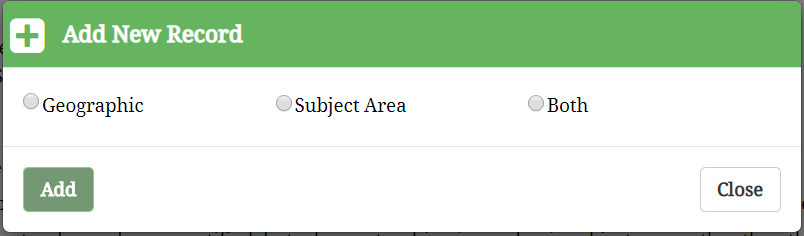 Add New Record
Geographic Subject Area Both
Add Close